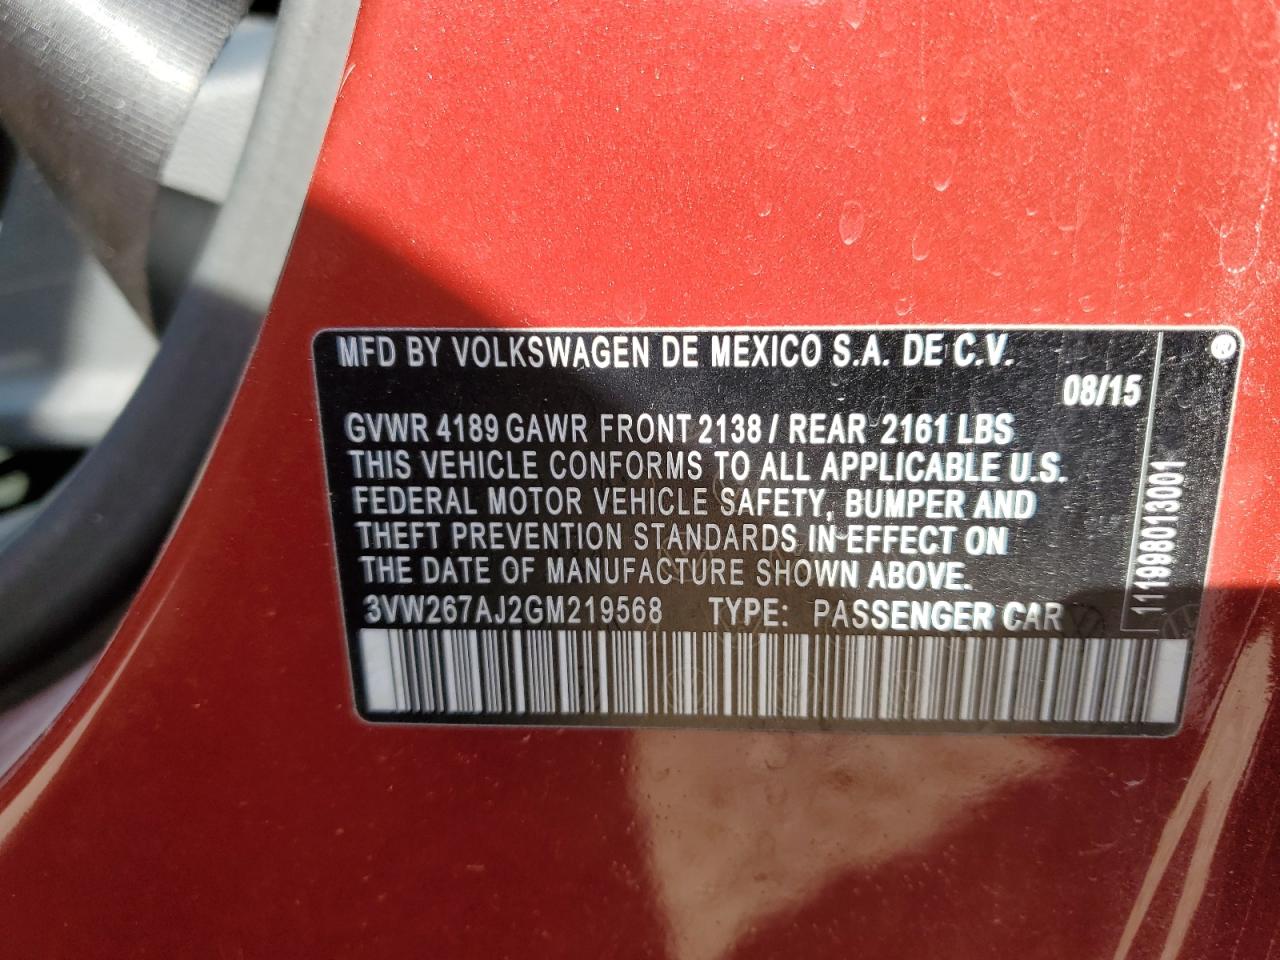 MFD BY VOLKSWAGEN DE MEXICO S.A. DE C.V.
08/15
GVWR 4189 GAWR FRONT 2138 / REAR 2161 LBS
THIS VEHICLE CONFORMS TO ALL APPLICABLE U.S.
FEDERAL MOTOR VEHICLE SAFETY, BUMPER AND
THEFT PREVENTION STANDARDS IN EFFECT ON
THE DATE OF MANUFACTURE SHOWN ABOVE.
3VW267AJ2GM219568 TYPE: PASSENGER CAR
111998013001
®